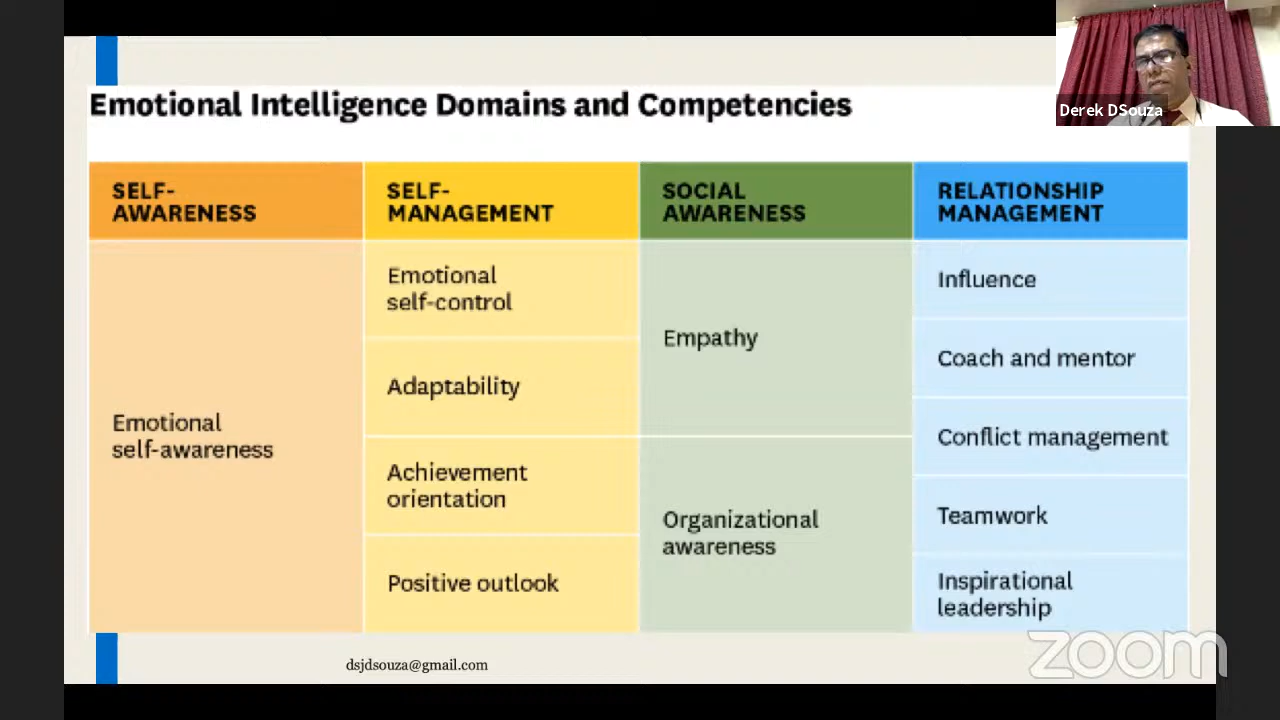 Emotional Intelligence Domains and Competencies
Derek DSouza
SELF-
AWARENESS
Emotional
self-awareness
SELF-
MANAGEMENT
Emotional
self-control
Adaptability
Achievement
orientation
Positive outlook
SOCIAL
AWARENESS
Empathy
Organizational
awareness
RELATIONSHIP
MANAGEMENT
Influence
Coach and mentor
Conflict management
Teamwork
Inspirational
leadership
dsjdsouza@gmail.com
zoom